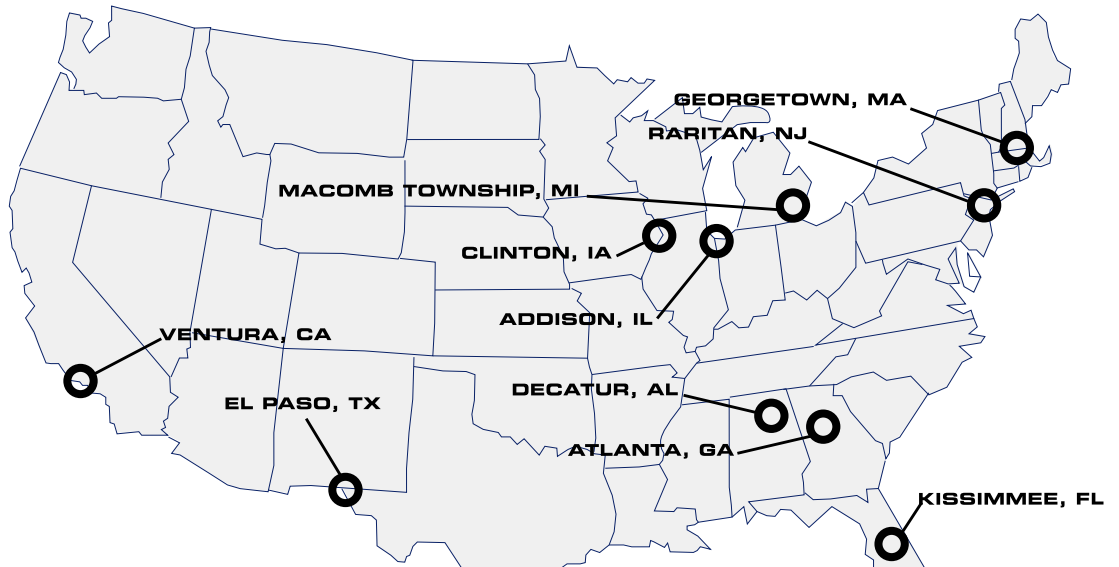 GEORGETOWN, MA
RARITAN, NJ
MACOMB TOWNSHIP, MI
CLINTON, IA
ADDISON, IL
VENTURA, CA
DECATUR, AL
EL PASO, TX
ATLANTA, GA
KISSIMMEE, FL